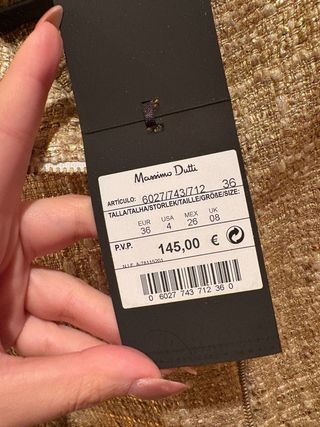 Massimo Dutti
ARTÍCULO: 6027/743/712 36
TALLA/TALHA/STORLEK/TAILLE/GRÖßE/SIZE:
EUR USA MEX UK
36 4 26 08
P.V.P. 145,00 €
N.I.F. A-78115201
0 6027 743 712 36 0